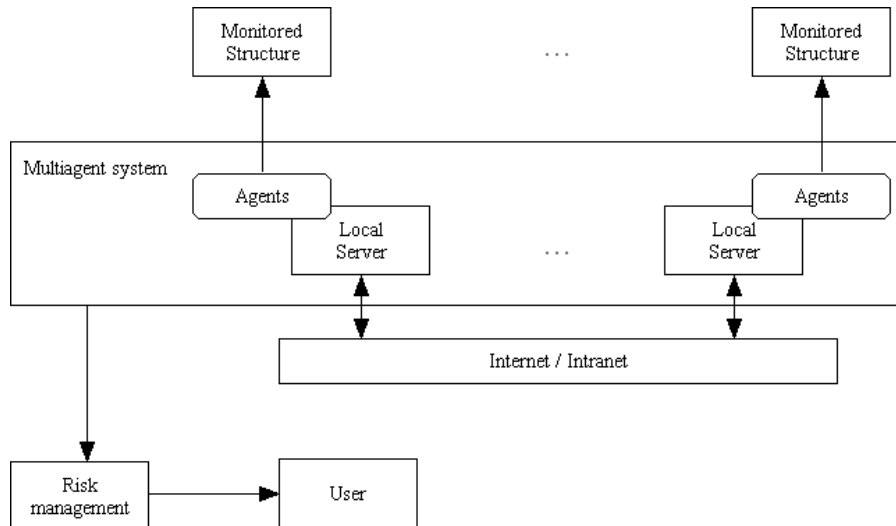 Monitored
Structure
...
Monitored
Structure
Multiagent system
Agents
Local
Server
...
Local
Server
Agents
Internet / Intranet
Risk
management
User